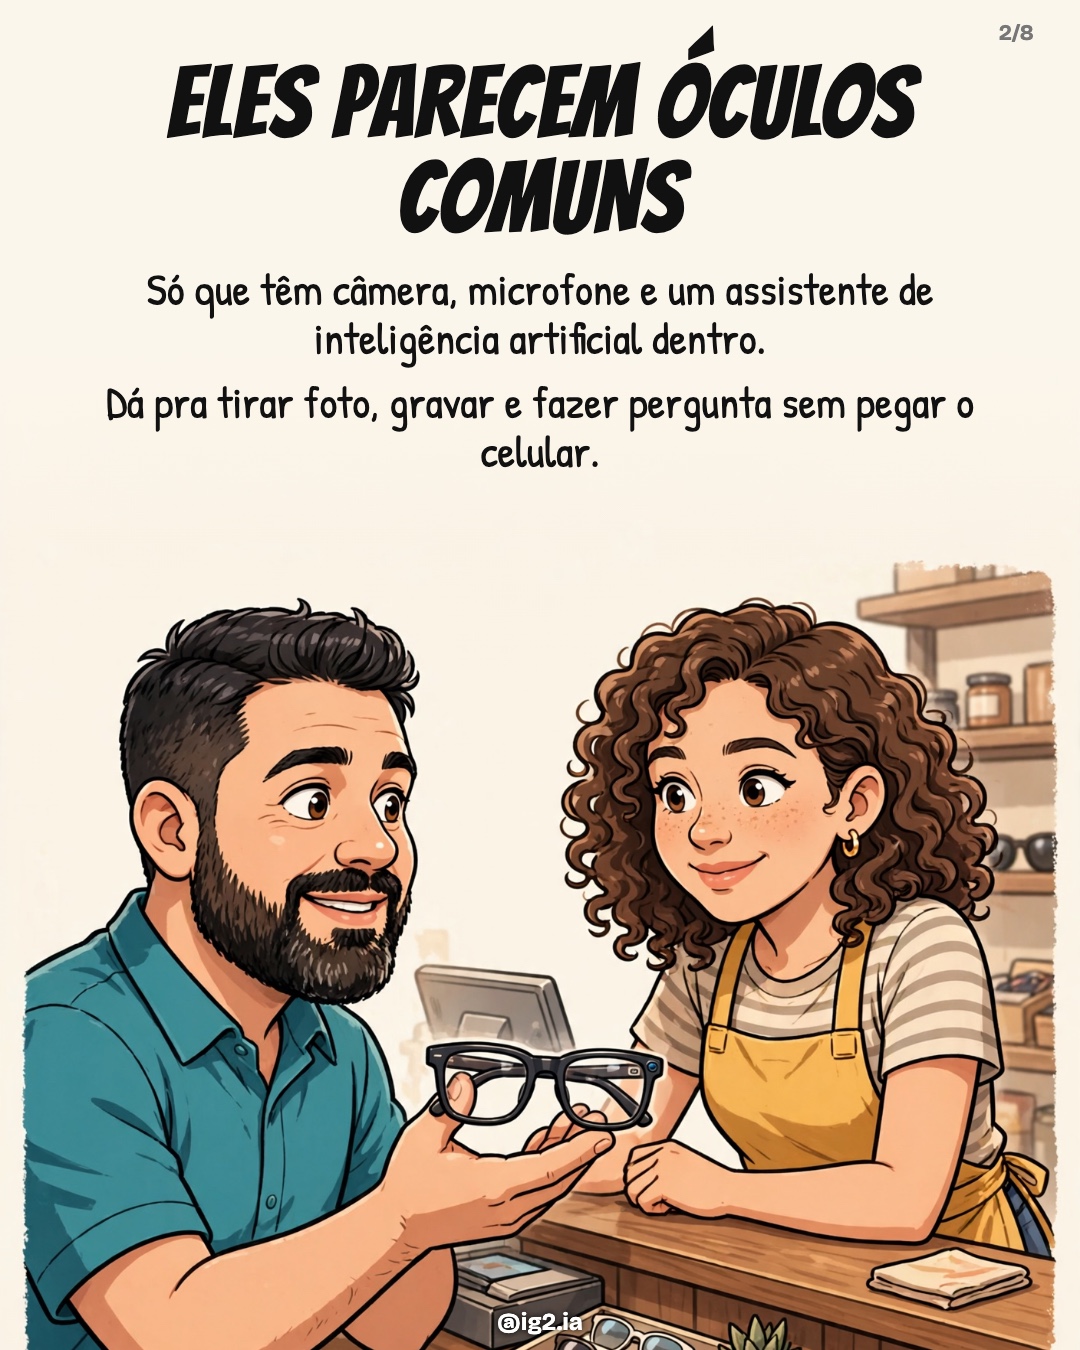 2/8
ELES PARECEM ÓCULOS
COMUNS
Só que têm câmera, microfone e um assistente de
inteligência artificial dentro.
Dá pra tirar foto, gravar e fazer pergunta sem pegar o
celular.
@ig2.ia